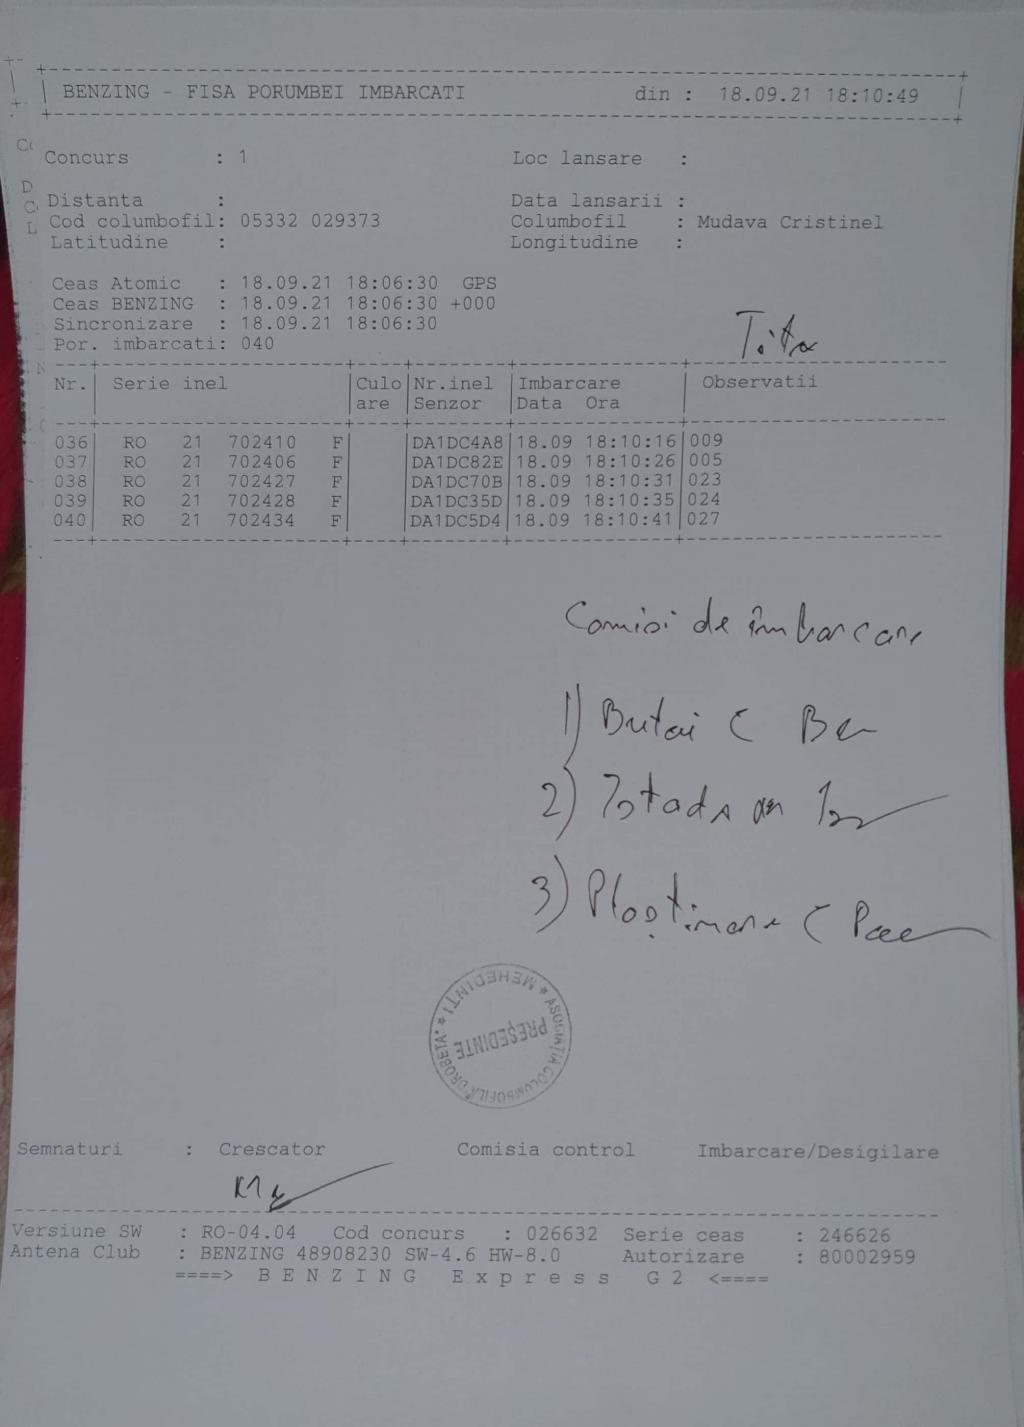 BENZING - FISA PORUMBEI IMBARCATI din : 18.09.21 18:10:49
Concurs : 1 Loc lansare :
Distanta : Data lansarii :
Cod columbofil: 05332 029373 Columbofil : Mudava Cristinel
Latitudine : Longitudine :
Ceas Atomic : 18.09.21 18:06:30 GPS
Ceas BENZING : 18.09.21 18:06:30 +000
Sincronizare : 18.09.21 18:06:30
Por. imbarcati: 040
Nr. Serie inel Culo Nr.inel Imbarcare Observatii
are Senzor Data Ora
036 RO 21 702410 F DA1DC4A8 18.09 18:10:16 009
037 RO 21 702406 F DA1DC82E 18.09 18:10:26 005
038 RO 21 702427 F DA1DC70B 18.09 18:10:31 023
039 RO 21 702428 F DA1DC35D 18.09 18:10:35 024
040 RO 21 702434 F DA1DC5D4 18.09 18:10:41 027
Comisi de îmbarcare
1) Butoi C
2)
3) C
ASOCIAȚIA COLUMBOFILĂ "DROBETA" * MEHEDINTI *
PREȘEDINTE
Semnaturi : Crescator Comisia control Imbarcare/Desigilare
Versiune SW : RO-04.04 Cod concurs : 026632 Serie ceas : 246626
Antena Club : BENZING 48908230 SW-4.6 HW-8.0 Autorizare : 80002959
====> B E N Z I N G E x p r e s s G 2 <====